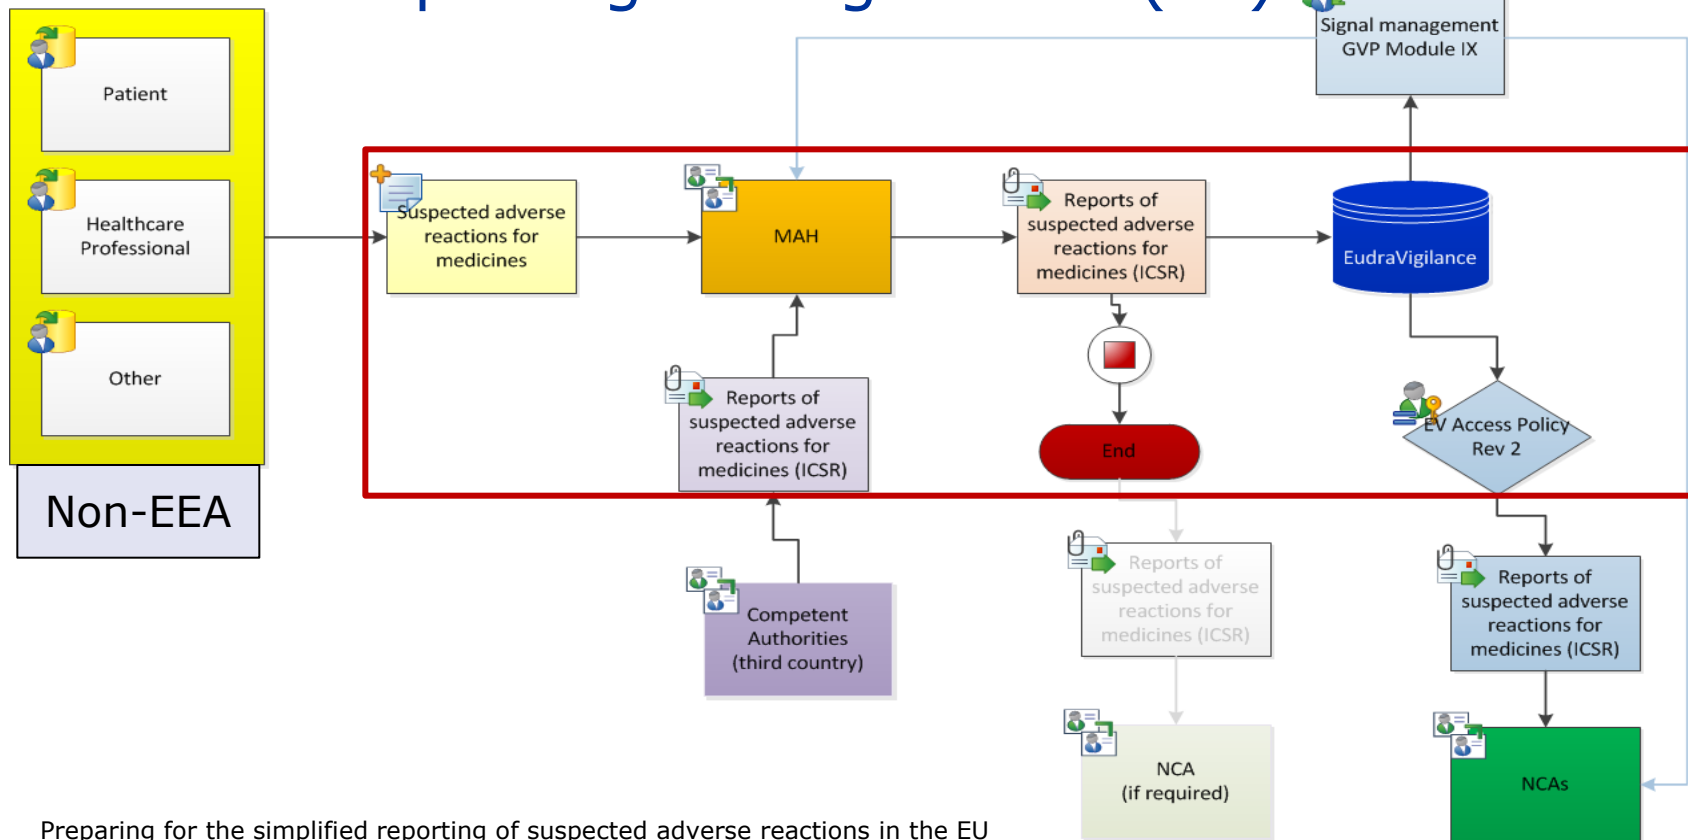 Signal management
GVP Module IX
Patient
Healthcare
Professional
Other
Non-EEA
Suspected adverse
reactions for
medicines
MAH
Reports of
suspected adverse
reactions for
medicines (ICSR)
EudraVigilance
Reports of
suspected adverse
reactions for
medicines (ICSR)
End
EV Access Policy
Rev 2
Competent
Authorities
(third country)
Reports of
suspected adverse
reactions for
medicines (ICSR)
Reports of
suspected adverse
reactions for
medicines (ICSR)
NCA
(if required)
NCAs
Preparing for the simplified reporting of suspected adverse reactions in the EU